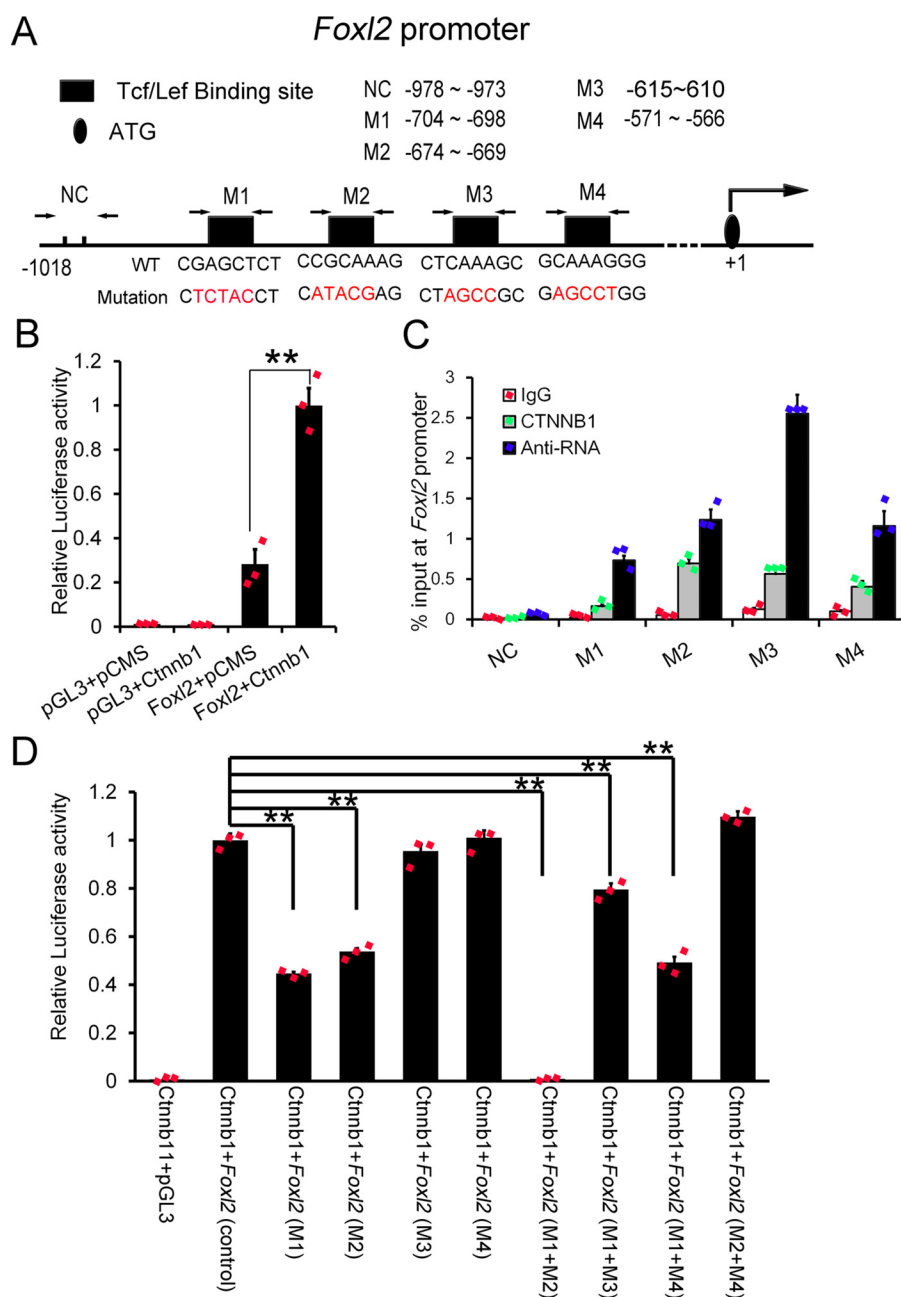 A
Foxl2 promoter
Tcf/Lef Binding site
ATG
NC -978 ~ -973
M1 -704 ~ -698
M2 -674 ~ -669
M3 -615~610
M4 -571 ~ -566
NC M1 M2 M3 M4
-1018 WT CGAGCTCT CCGCAAAG CTCAAAGC GCAAAGGG +1
Mutation CTCTACCT CATACGAG CTAGCCGC GAGCCTGG
B
**
Relative Luciferase activity
1.2
1
0.8
0.6
0.4
0.2
0
pGL3+pCMS
pGL3+Ctnnb1
Foxl2+pCMS
Foxl2+Ctnnb1
C
% input at Foxl2 promoter
3
2.5
2
1.5
1
0.5
0
IgG
CTNNB1
Anti-RNA
NC
M1
M2
M3
M4
D
**
**
**
**
**
Relative Luciferase activity
1.2
1
0.8
0.6
0.4
0.2
0
Ctnnb11+pGL3
Ctnnb1+Foxl2 (control)
Ctnnb1+Foxl2 (M1)
Ctnnb1+Foxl2 (M2)
Ctnnb1+Foxl2 (M3)
Ctnnb1+Foxl2 (M4)
Ctnnb1+Foxl2 (M1+M2)
Ctnnb1+Foxl2 (M1+M3)
Ctnnb1+Foxl2 (M1+M4)
Ctnnb1+Foxl2 (M2+M4)